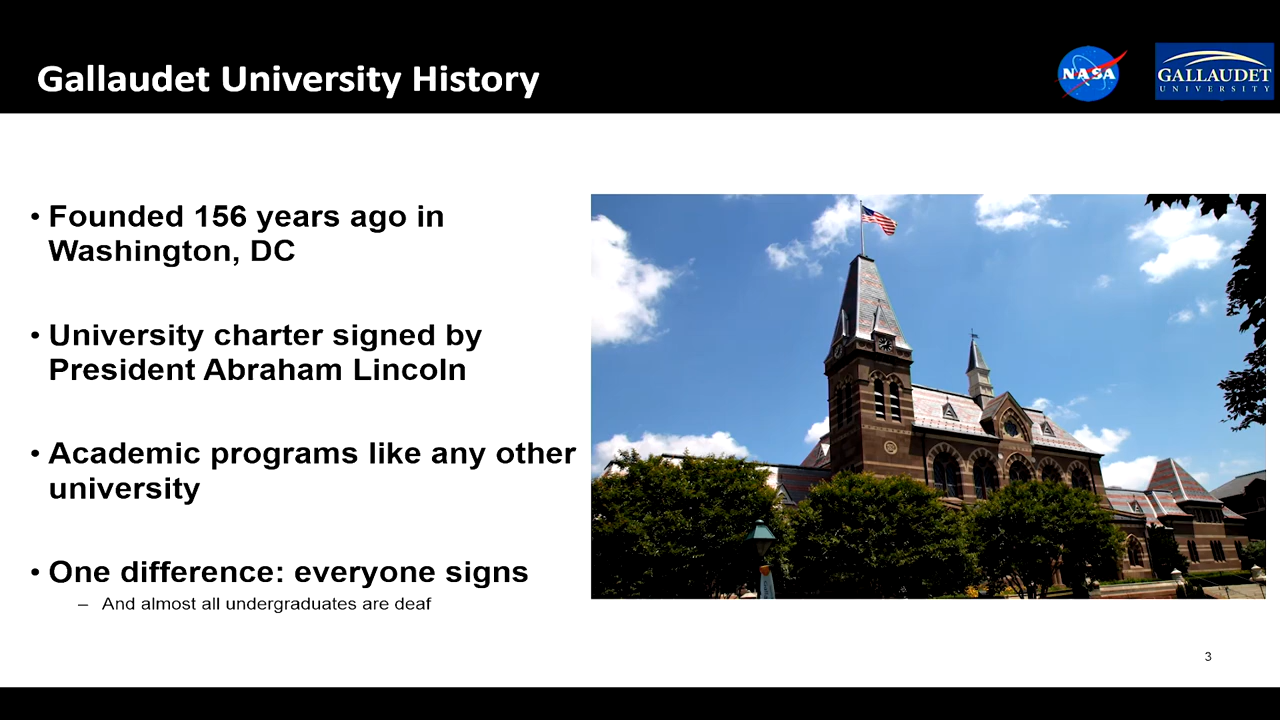 Gallaudet University History
NASA
GALLAUDET
UNIVERSITY
• Founded 156 years ago in
Washington, DC
• University charter signed by
President Abraham Lincoln
• Academic programs like any other
university
• One difference: everyone signs
– And almost all undergraduates are deaf
3